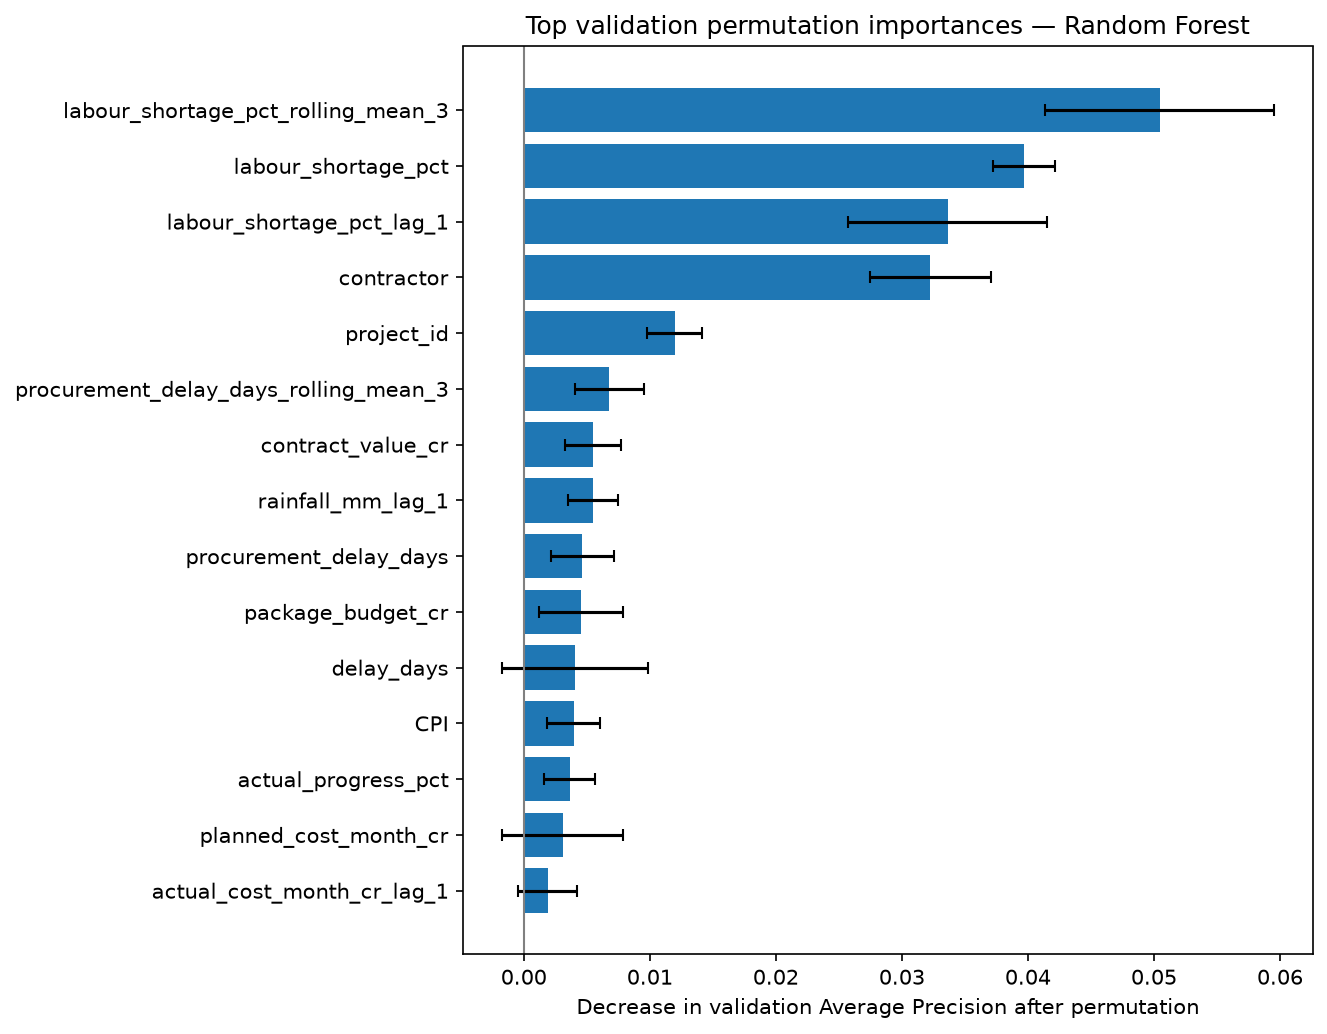 Top validation permutation importances — Random Forest
labour_shortage_pct_rolling_mean_3
labour_shortage_pct
labour_shortage_pct_lag_1
contractor
project_id
procurement_delay_days_rolling_mean_3
contract_value_cr
rainfall_mm_lag_1
procurement_delay_days
package_budget_cr
delay_days
CPI
actual_progress_pct
planned_cost_month_cr
actual_cost_month_cr_lag_1
0.00 0.01 0.02 0.03 0.04 0.05 0.06
Decrease in validation Average Precision after permutation